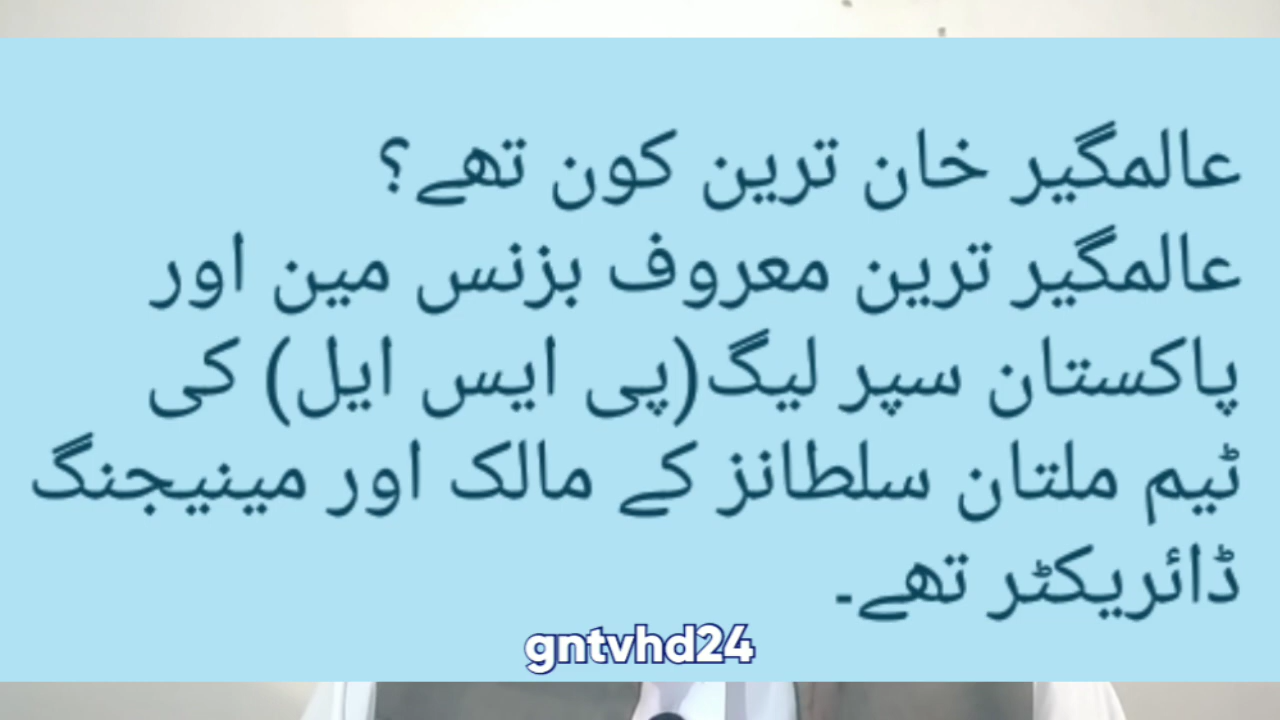 عالمگیر خان ترین کون تھے؟
عالمگیر ترین معروف بزنس مین اور
پاکستان سپر لیگ(پی ایس ایل) کی
ٹیم ملتان سلطانز کے مالک اور مینیجنگ
ڈائریکٹر تھے۔
gntvhd24